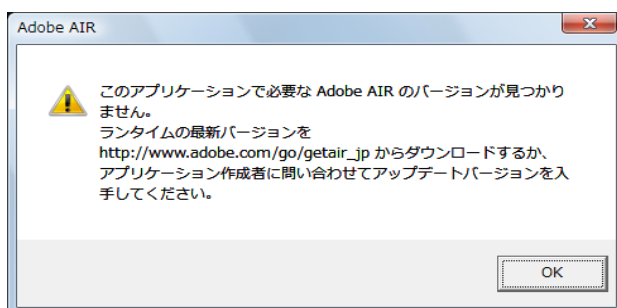 Adobe AIR
このアプリケーションで必要な Adobe AIR のバージョンが見つかり
ません。
ランタイムの最新バージョンを
http://www.adobe.com/go/getair_jp からダウンロードするか、
アプリケーション作成者に問い合わせてアップデートバージョンを入
手してください。
OK